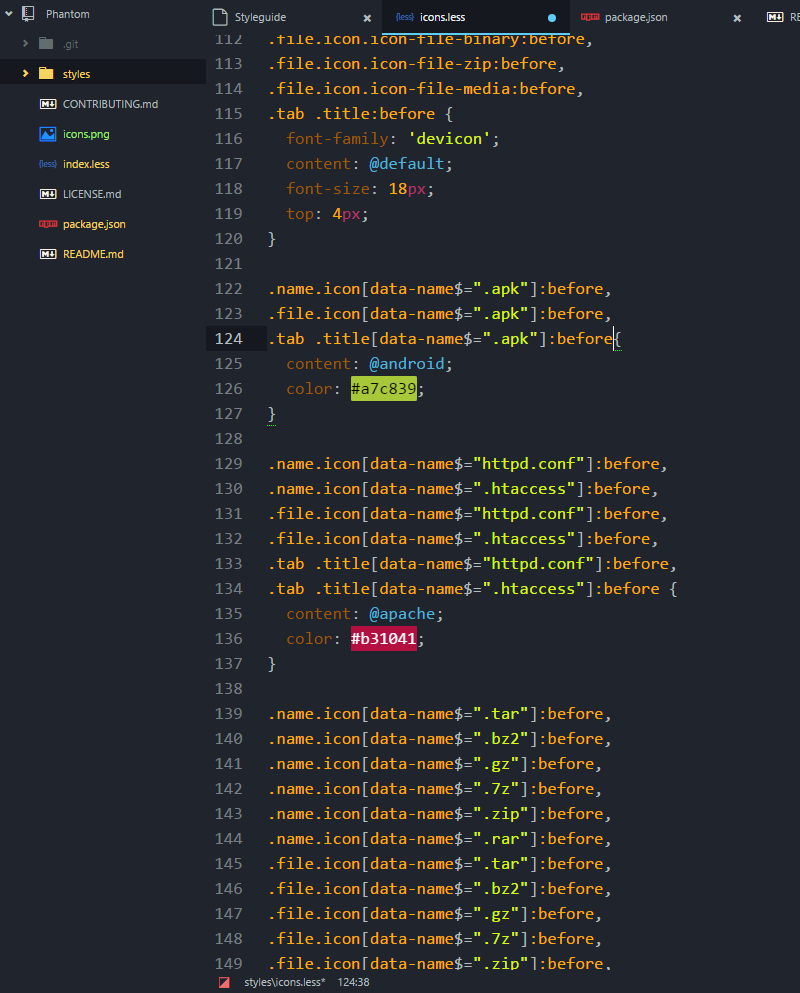 Phantom
.git
styles
CONTRIBUTING.md
icons.png
{less} index.less
LICENSE.md
package.json
README.md
Styleguide
{less} icons.less
package.json
RE
112 .file.icon.icon-file-binary:before,
113 .file.icon.icon-file-zip:before,
114 .file.icon.icon-file-media:before,
115 .tab .title:before {
116 font-family: 'devicon';
117 content: @default;
118 font-size: 18px;
119 top: 4px;
120 }
121
122 .name.icon[data-name$=".apk"]:before,
123 .file.icon[data-name$=".apk"]:before,
124 .tab .title[data-name$=".apk"]:before{
125 content: @android;
126 color: #a7c839;
127 }
128
129 .name.icon[data-name$="httpd.conf"]:before,
130 .name.icon[data-name$=".htaccess"]:before,
131 .file.icon[data-name$="httpd.conf"]:before,
132 .file.icon[data-name$=".htaccess"]:before,
133 .tab .title[data-name$="httpd.conf"]:before,
134 .tab .title[data-name$=".htaccess"]:before {
135 content: @apache;
136 color: #b31041;
137 }
138
139 .name.icon[data-name$=".tar"]:before,
140 .name.icon[data-name$=".bz2"]:before,
141 .name.icon[data-name$=".gz"]:before,
142 .name.icon[data-name$=".7z"]:before,
143 .name.icon[data-name$=".zip"]:before,
144 .name.icon[data-name$=".rar"]:before,
145 .file.icon[data-name$=".tar"]:before,
146 .file.icon[data-name$=".bz2"]:before,
147 .file.icon[data-name$=".gz"]:before,
148 .file.icon[data-name$=".7z"]:before,
149 .file.icon[data-name$=".zip"]:before,
styles\icons.less* 124:38